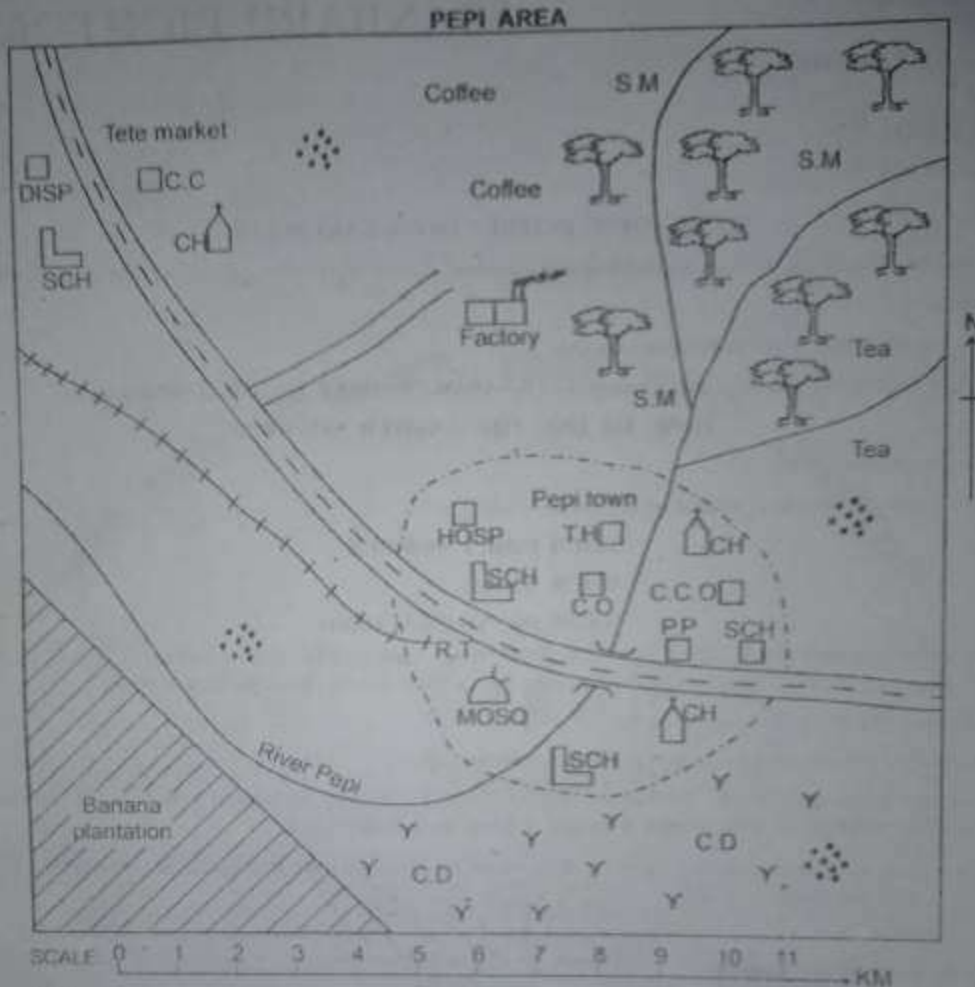 PEPI AREA
Coffee
S.M
Tete market
DISP
C.C
Coffee
S.M
CH
SCH
Factory
Tea
N
S.M
Tea
Pepi town
HOSP
T.H
CH
SCH
C.O
C.C.O
PP
SCH
R.T
MOSQ
CH
River Pepi
SCH
Banana
plantation
C.D
C.D
SCALE 0 1 2 3 4 5 6 7 8 9 10 11
KM